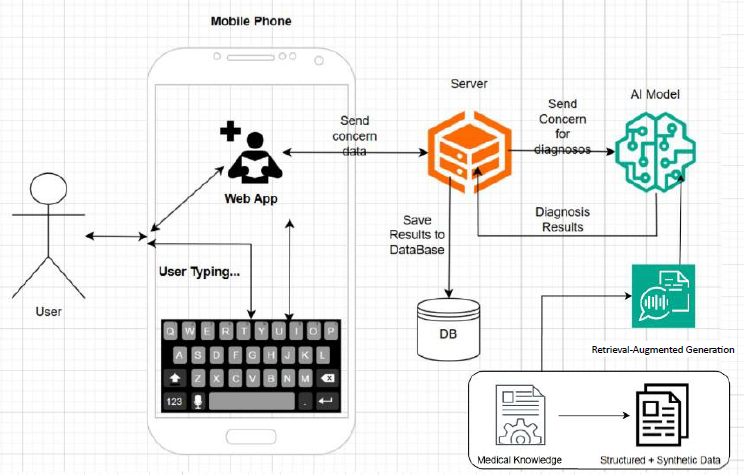 Mobile Phone
Server
AI Model
Send
concern
data
Send
Concern
for
diagnosos
Web App
Save
Results to
DataBase
Diagnosis
Results
User Typing...
User
DB
Q W E R T Y U I O P
A S D F G H J K L
Z X C V B N M
123 .
Retrieval-Augmented Generation
Medical Knowledge
Structured + Synthetic Data